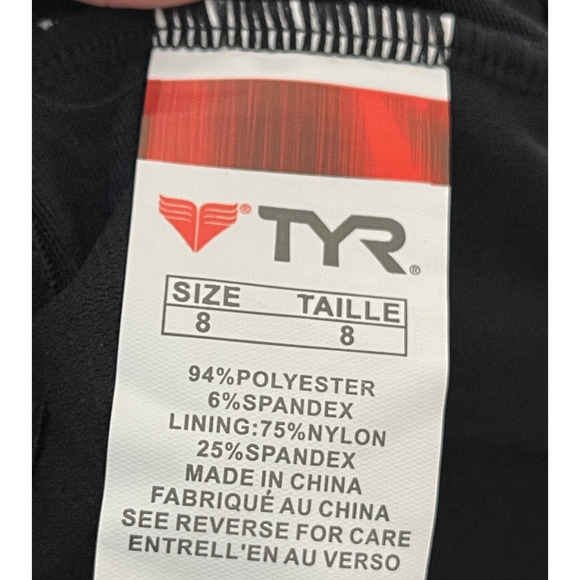 TYR®
SIZE TAILLE
8 8
94%POLYESTER
6%SPANDEX
LINING:75%NYLON
25%SPANDEX
MADE IN CHINA
FABRIQUÉ AU CHINA
SEE REVERSE FOR CARE
ENTRELL'EN AU VERSO